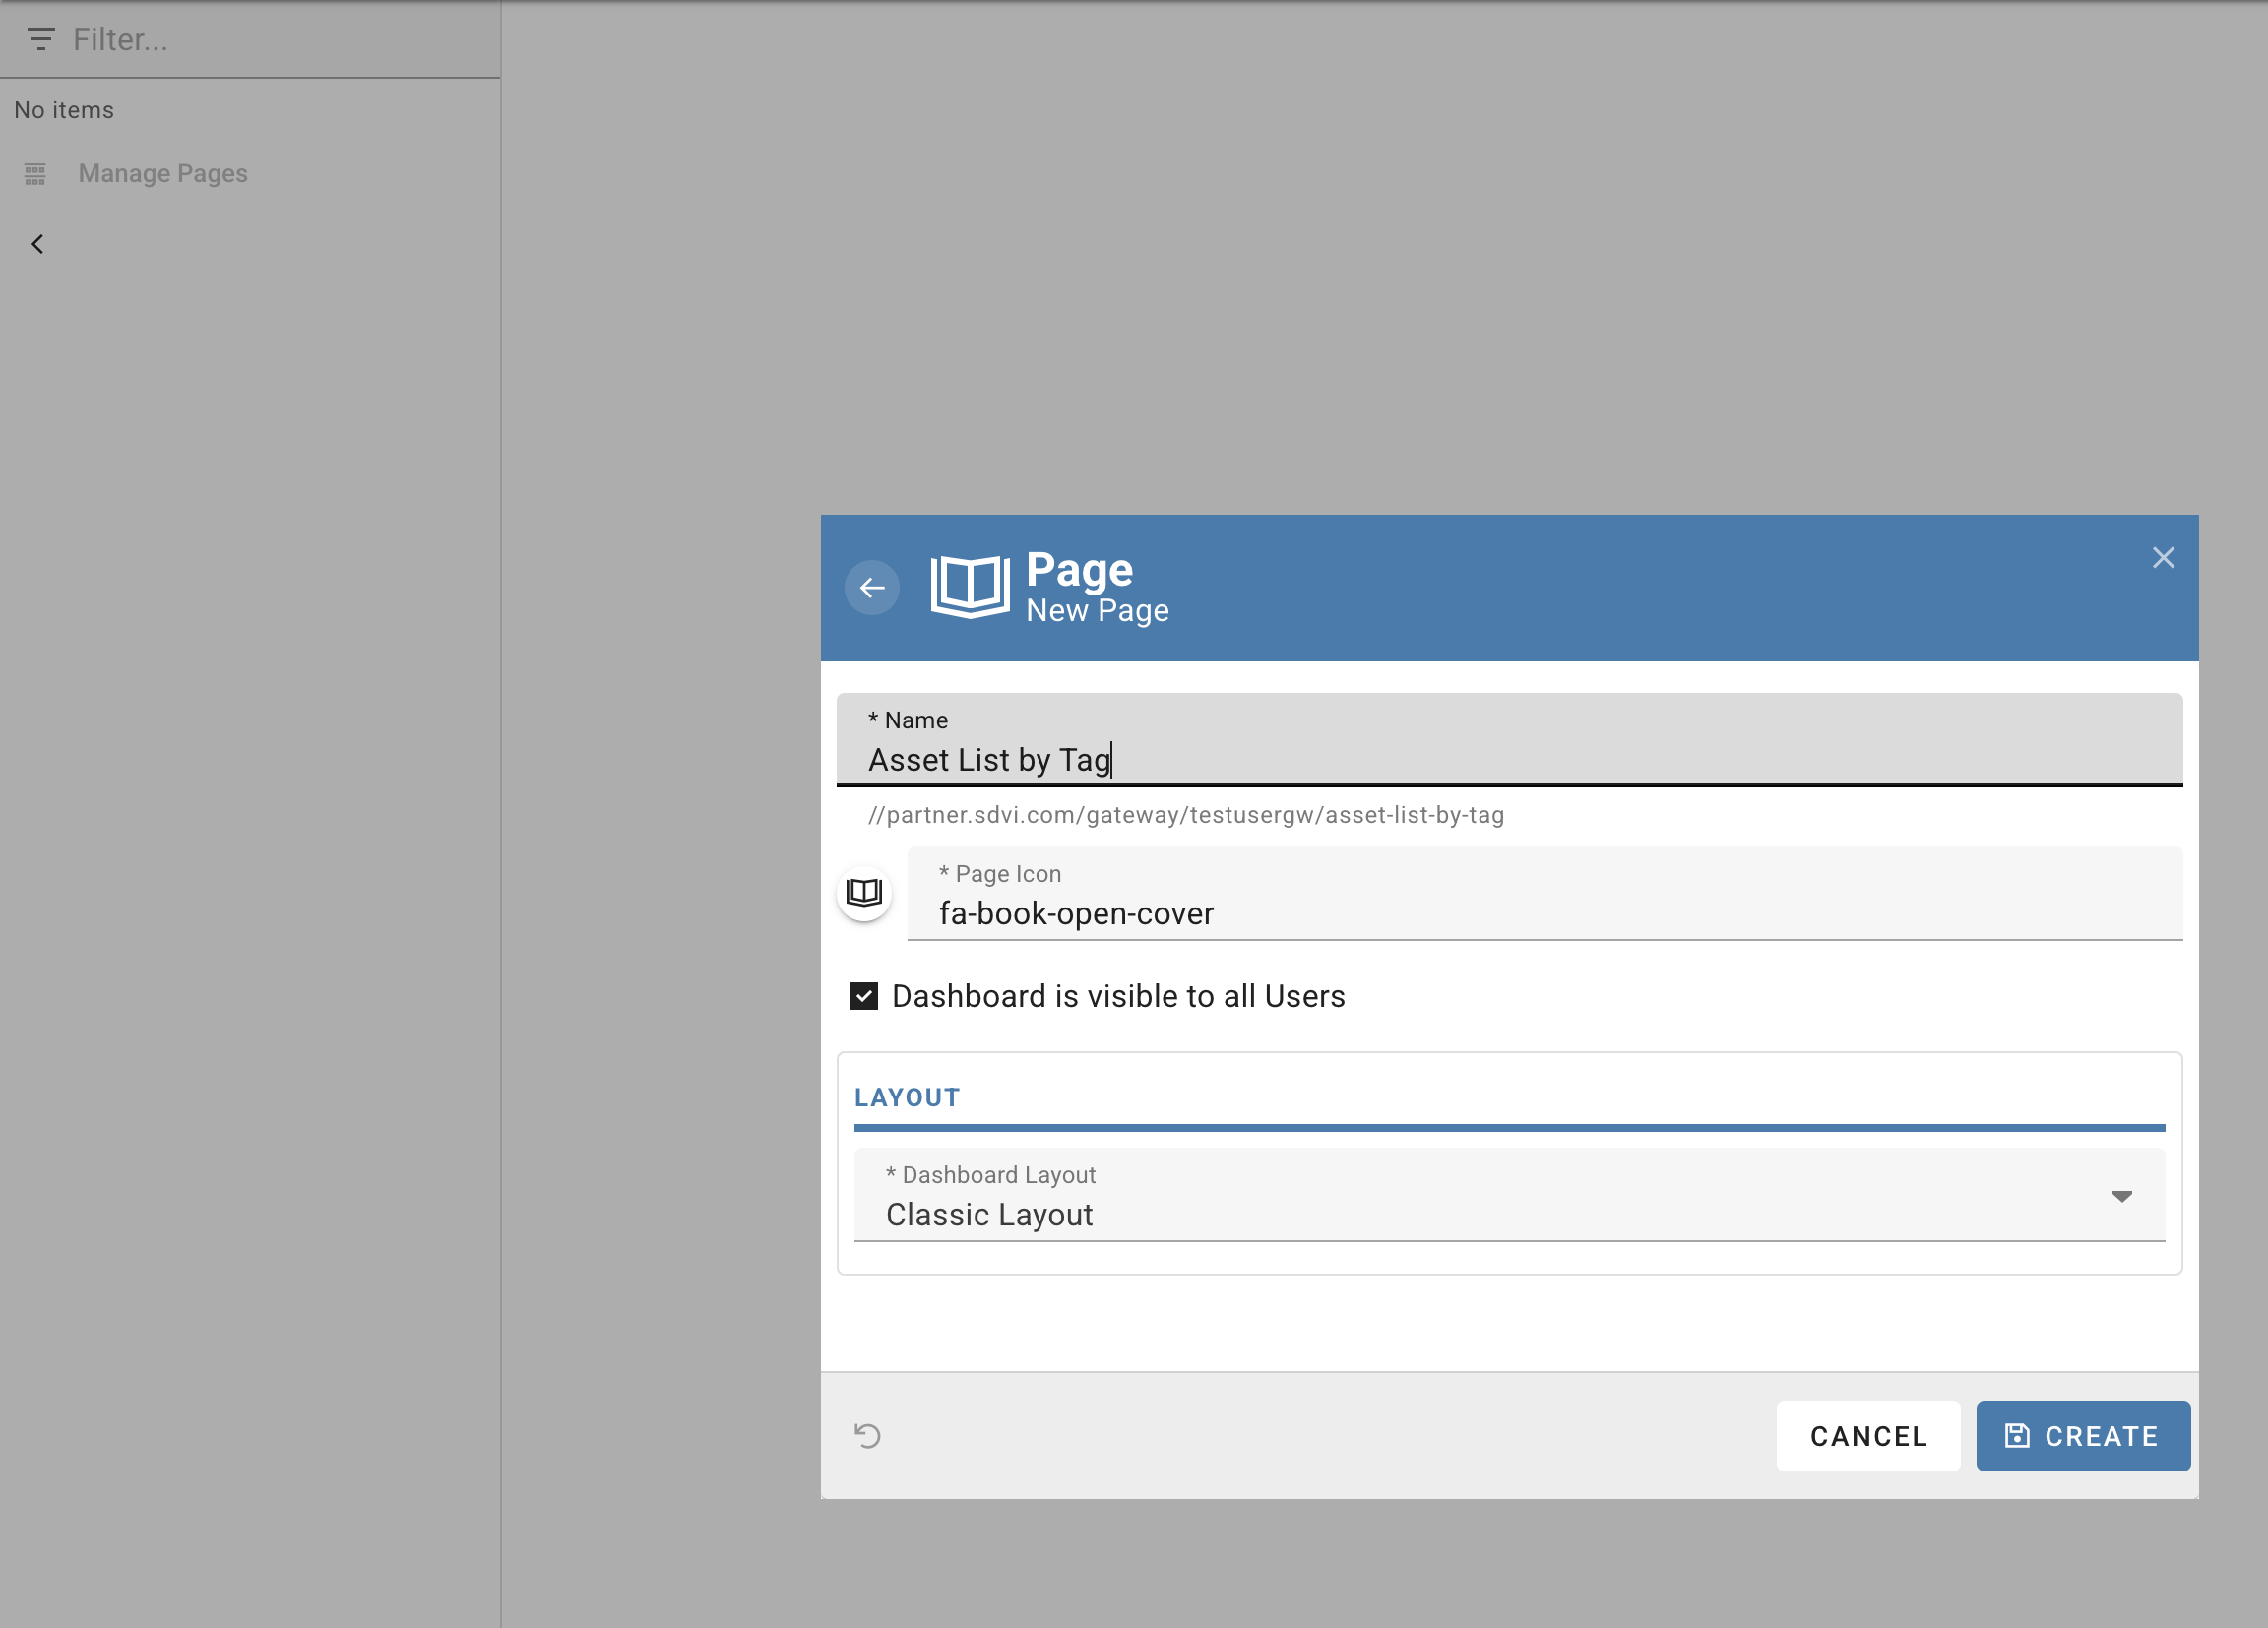 Filter...
No items
Manage Pages
Page
New Page
* Name
Asset List by Tag
//partner.sdvi.com/gateway/testusergw/asset-list-by-tag
* Page Icon
fa-book-open-cover
Dashboard is visible to all Users
LAYOUT
* Dashboard Layout
Classic Layout
CANCEL
CREATE